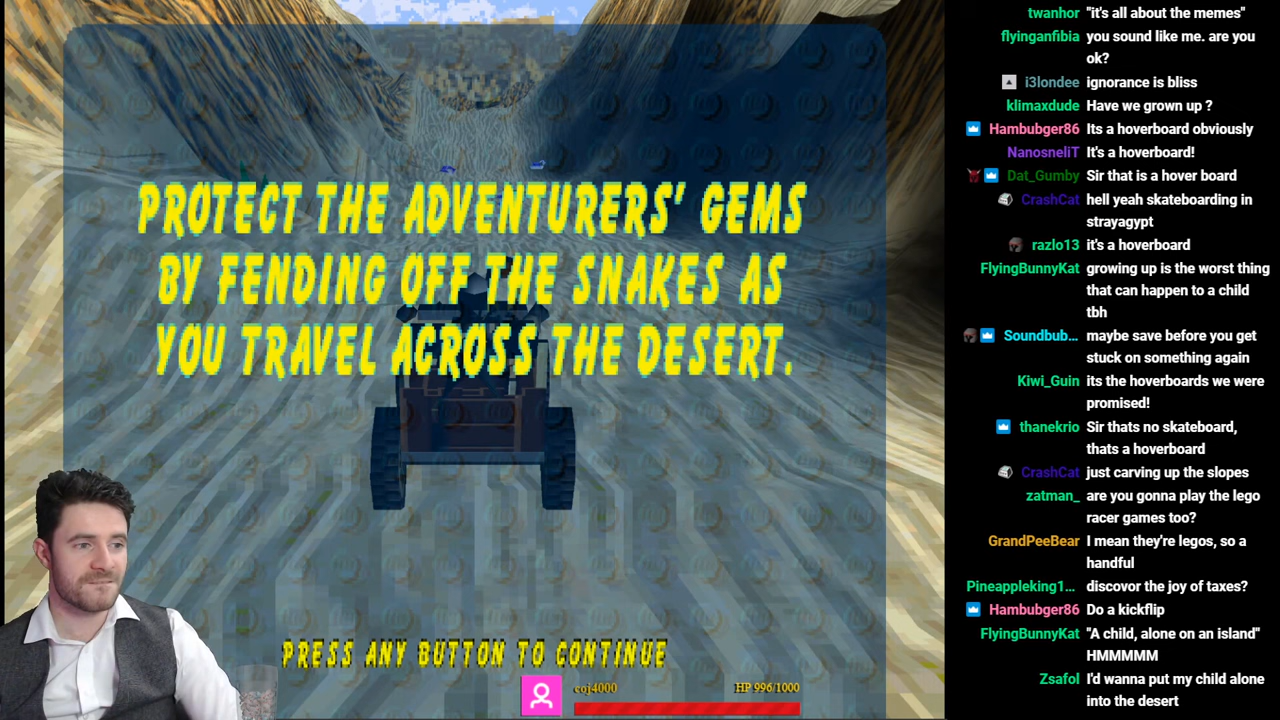 PROTECT THE ADVENTURERS' GEMS
BY FENDING OFF THE SNAKES AS
YOU TRAVEL ACROSS THE DESERT.
PRESS ANY BUTTON TO CONTINUE
coj4000 HP 996/1000
twanhor "it's all about the memes"
flyinganfibia you sound like me. are you
ok?
i3londee ignorance is bliss
klimaxdude Have we grown up ?
Hambubger86 Its a hoverboard obviously
NanosneliT It's a hoverboard!
Dat_Gumby Sir that is a hover board
CrashCat hell yeah skateboarding in
strayagypt
razlo13 it's a hoverboard
FlyingBunnyKat growing up is the worst thing
that can happen to a child
tbh
Soundbub... maybe save before you get
stuck on something again
Kiwi_Guin its the hoverboards we were
promised!
thanekrio Sir thats no skateboard,
thats a hoverboard
CrashCat just carving up the slopes
zatman_ are you gonna play the lego
racer games too?
GrandPeeBear I mean they're legos, so a
handful
Pineappleking1... discovor the joy of taxes?
Hambubger86 Do a kickflip
FlyingBunnyKat "A child, alone on an island"
HMMMMM
Zsafol I'd wanna put my child alone
into the desert